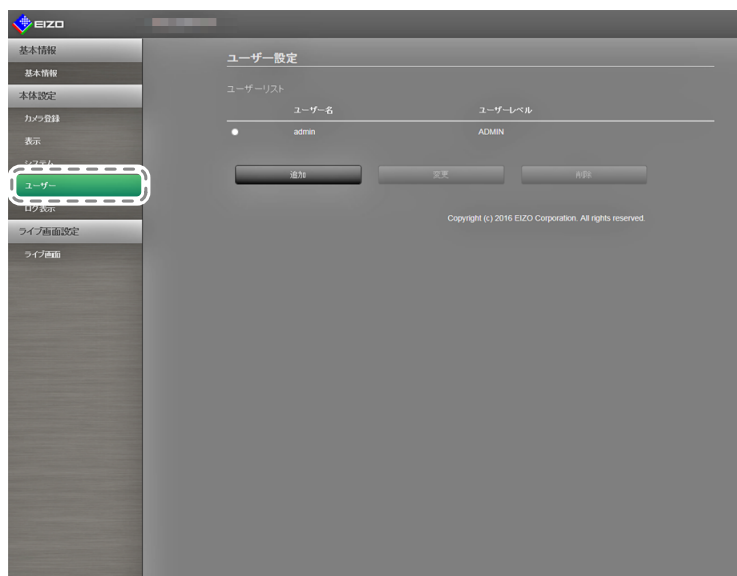 EIZO
基本情報
基本情報
本体設定
カメラ登録
表示
システム
ユーザー
ログ表示
ライブ画面設定
ライブ画面
ユーザー設定
ユーザーリスト
ユーザー名 ユーザーレベル
admin ADMIN
追加 変更 削除
Copyright (c) 2016 EIZO Corporation. All rights reserved.